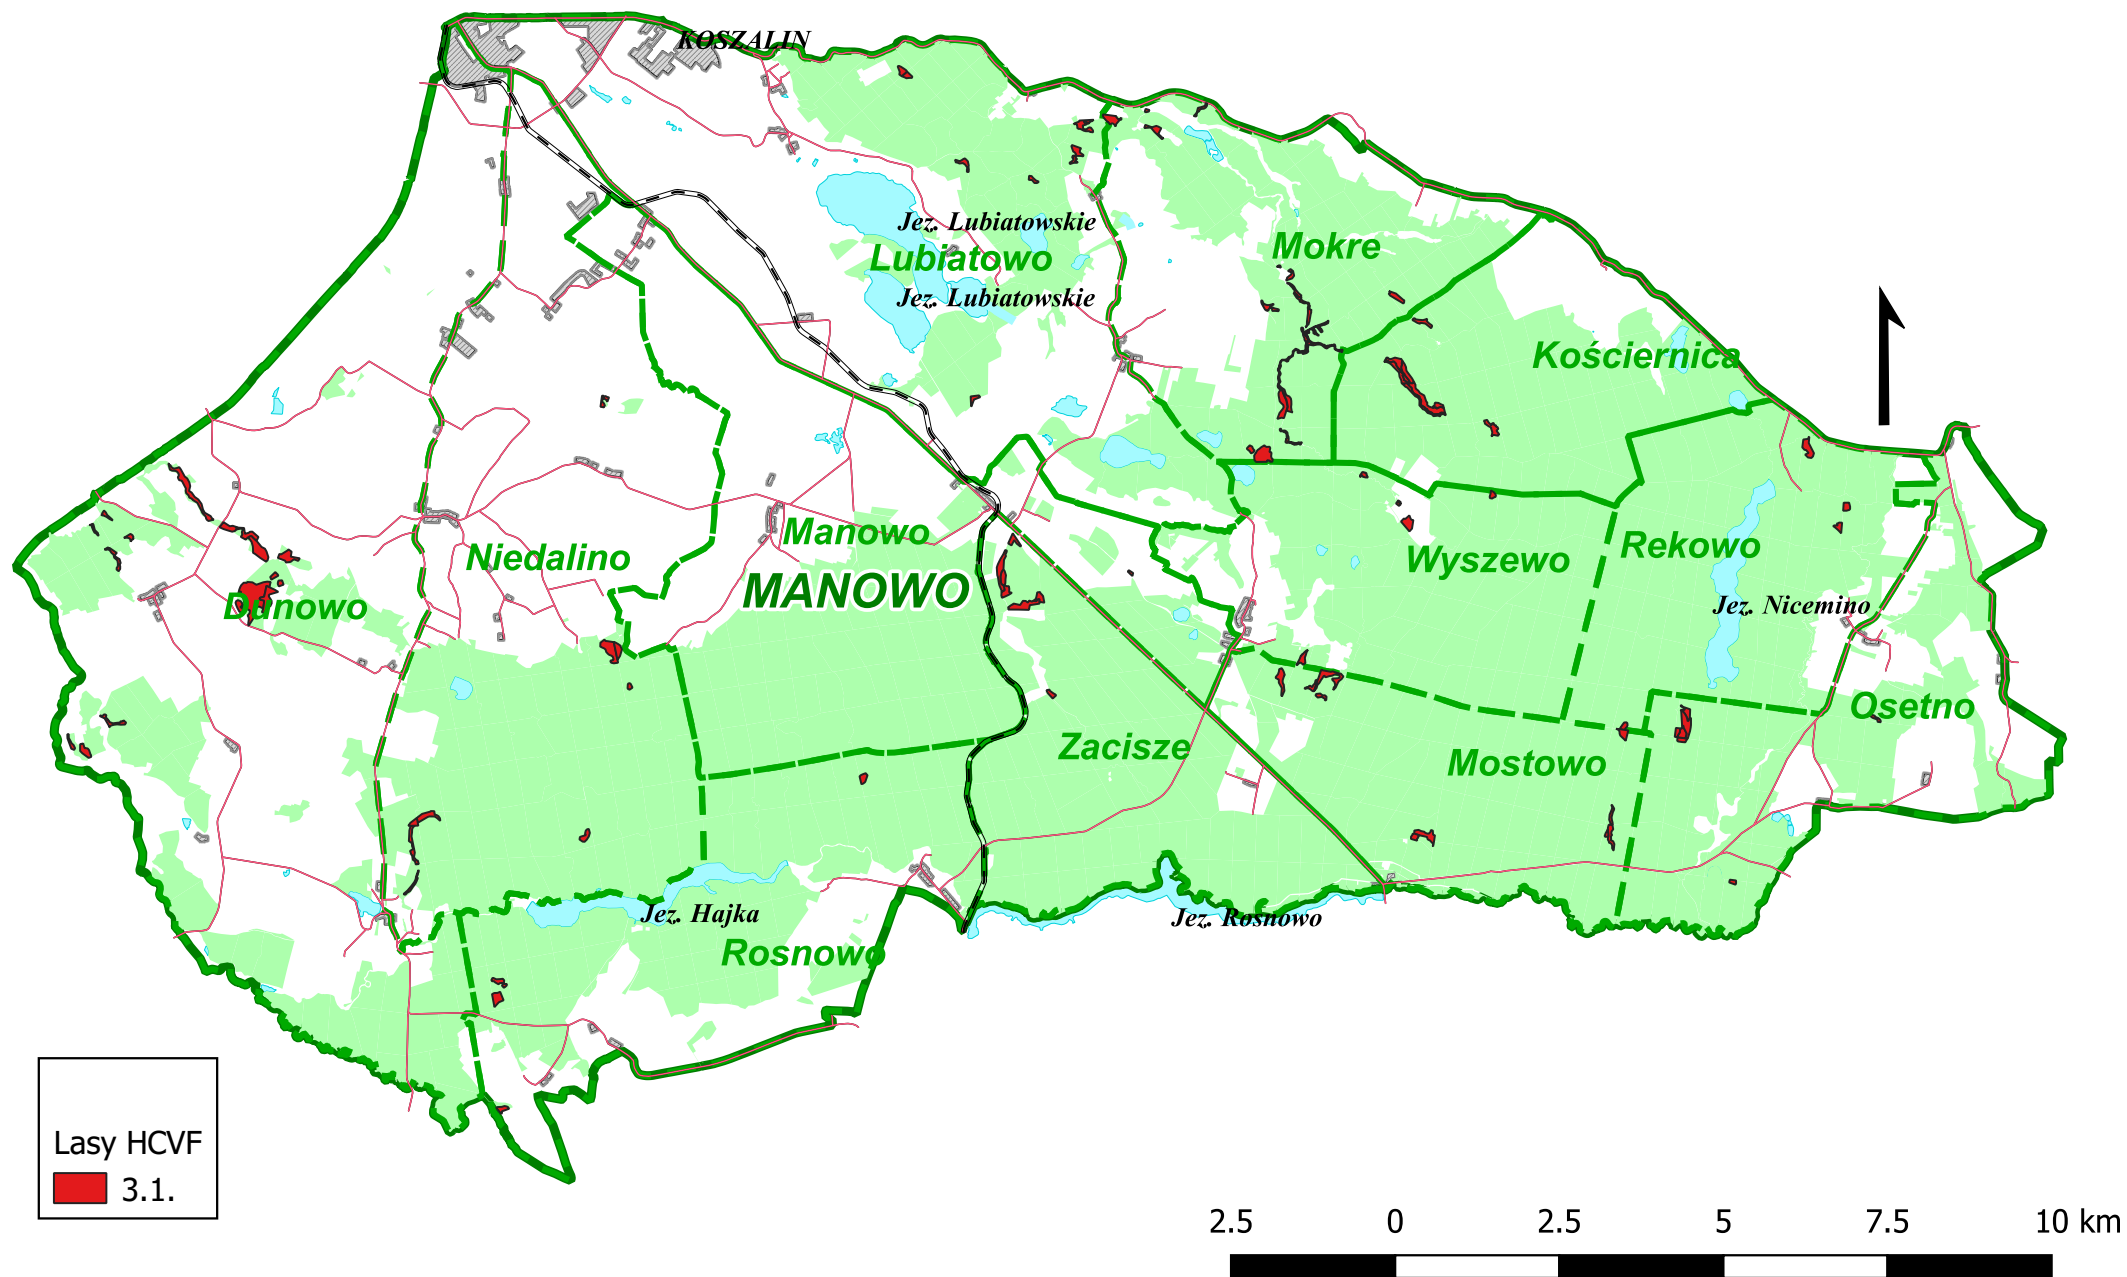 KOSZALIN
Jez. Lubiatowskie
Lubiatowo
Jez. Lubiatowskie
Mokre
Kościernica
Manowo
Niedalino
MANOWO
Dunowo
Wyszewo
Rekowo
Jez. Nicemino
Osetno
Zacisze
Mostowo
Jez. Hajka
Jez. Rosnowo
Rosnowo
Lasy HCVF
3.1.
2.5 0 2.5 5 7.5 10 km